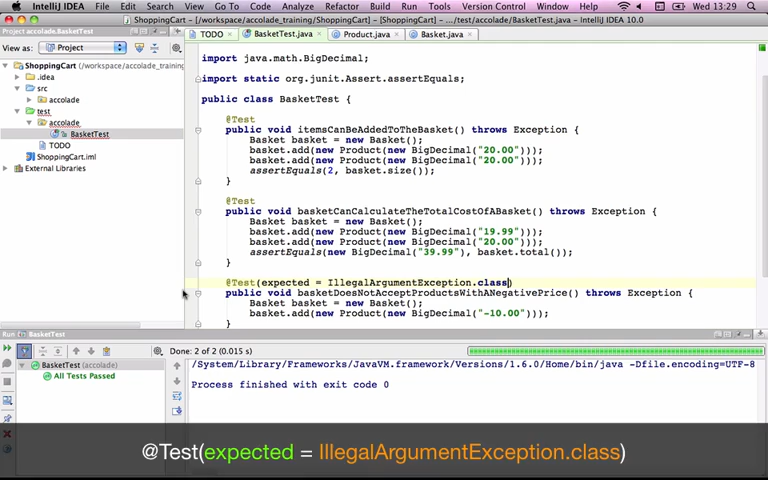 IntelliJ IDEA File Edit View Navigate Code Analyze Refactor Build Run Tools Window Mon 13:29
ShoppingCart - [/workspace/accolade_training/ShoppingCart] - [ShoppingCart] - .../test/accolade/BasketTest.java - IntelliJ IDEA 10.0
Project accolade.BasketTest
TODO BasketTest.java Product.java Basket.java
View as: Project
ShoppingCart (/workspace/accolade_training
.idea
src
accolade
test
accolade
BasketTest
TODO
ShoppingCart.iml
External Libraries
import java.math.BigDecimal;
import static org.junit.Assert.assertEquals;
public class BasketTest {
@Test
public void itemsCanBeAddedToTheBasket() throws Exception {
Basket basket = new Basket();
basket.add(new Product(new BigDecimal("20.00")));
basket.add(new Product(new BigDecimal("20.00")));
assertEquals(2, basket.size());
}
@Test
public void basketCanCalculateTheTotalCostOfABasket() throws Exception {
Basket basket = new Basket();
basket.add(new Product(new BigDecimal("19.99")));
basket.add(new Product(new BigDecimal("20.00")));
assertEquals(new BigDecimal("39.99"), basket.total());
}
@Test(expected = IllegalArgumentException.class)
public void basketDoesNotAcceptProductsWithANegativePrice() throws Exception {
Basket basket = new Basket();
basket.add(new Product(new BigDecimal("-10.00")));
}
Run BasketTest
Done: 2 of 2 (0.015 s)
BasketTest (accolade)
All Tests Passed
/System/Library/Frameworks/JavaVM.framework/Versions/1.6.0/Home/bin/java -Dfile.encoding=UTF-8
Process finished with exit code 0
@Test(expected = IllegalArgumentException.class)